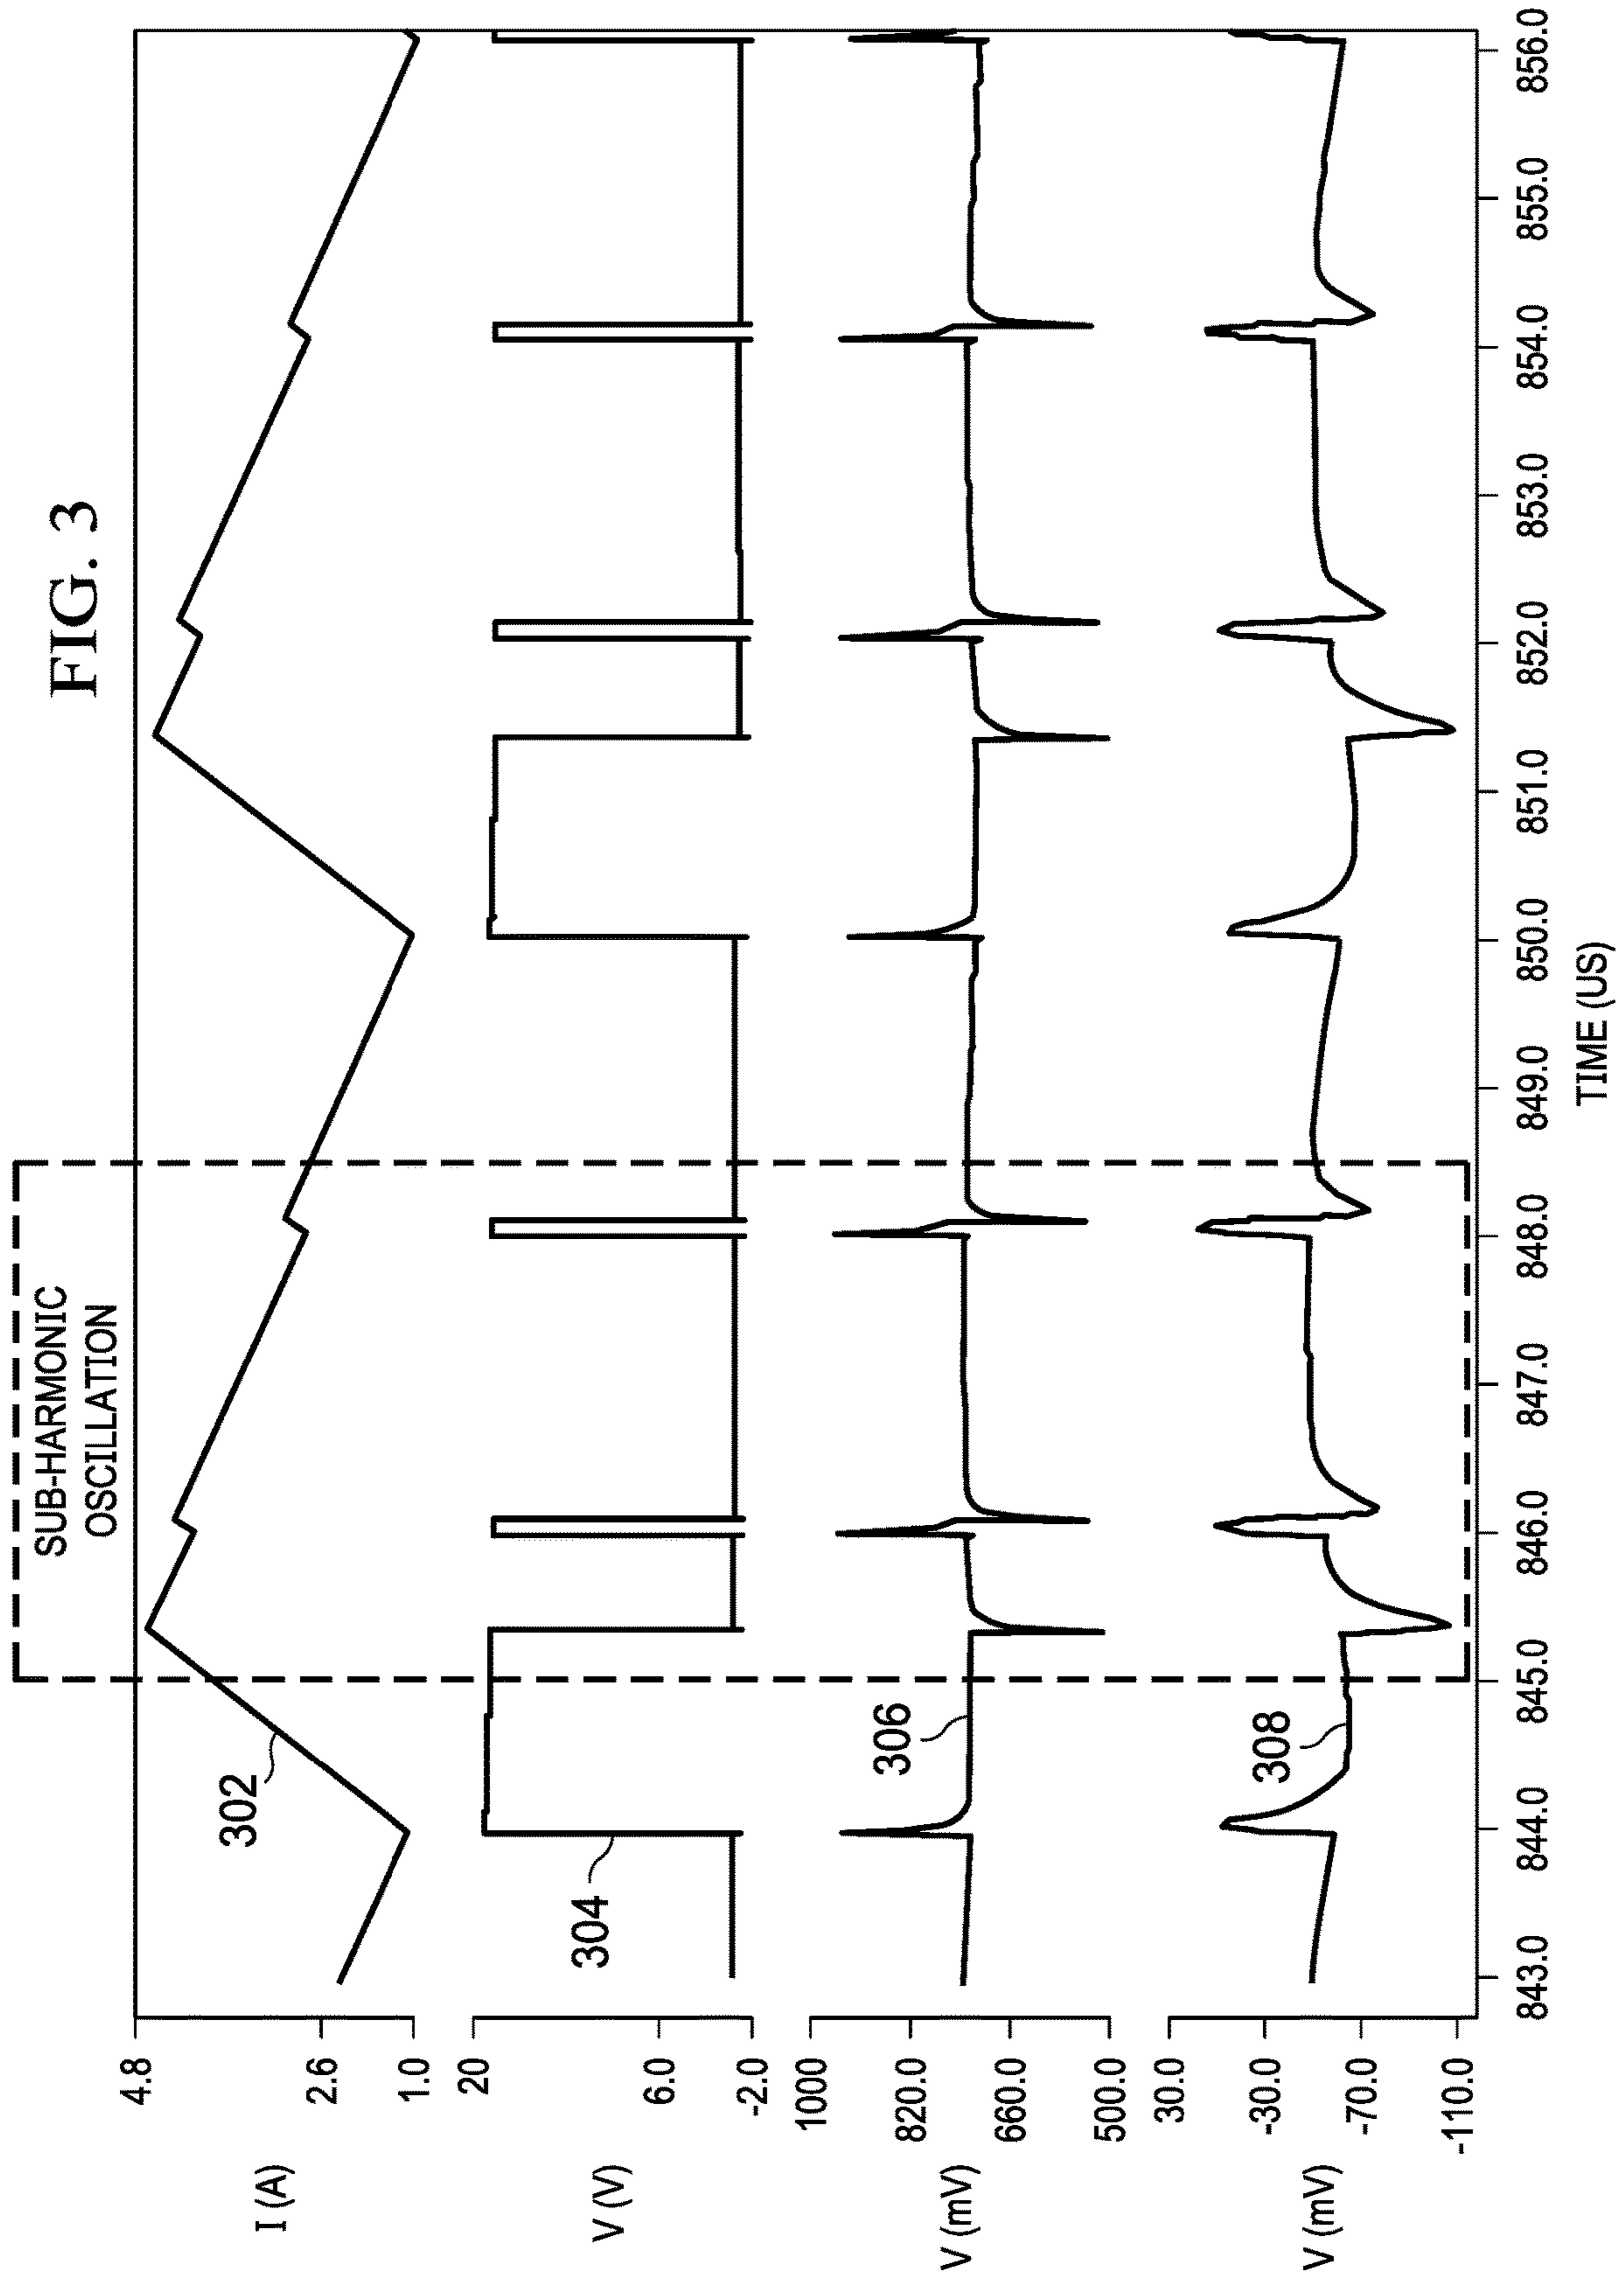 FIG. 3
SUB-HARMONIC
OSCILLATION
I (A)
4.8
2.6
1.0
302
V (V)
20
6.0
-2.0
304
V (mV)
1000
820.0
660.0
500.0
306
V (mV)
30.0
-30.0
-70.0
-110.0
308
843.0 844.0 845.0 846.0 847.0 848.0 849.0 850.0 851.0 852.0 853.0 854.0 855.0 856.0
TIME (US)